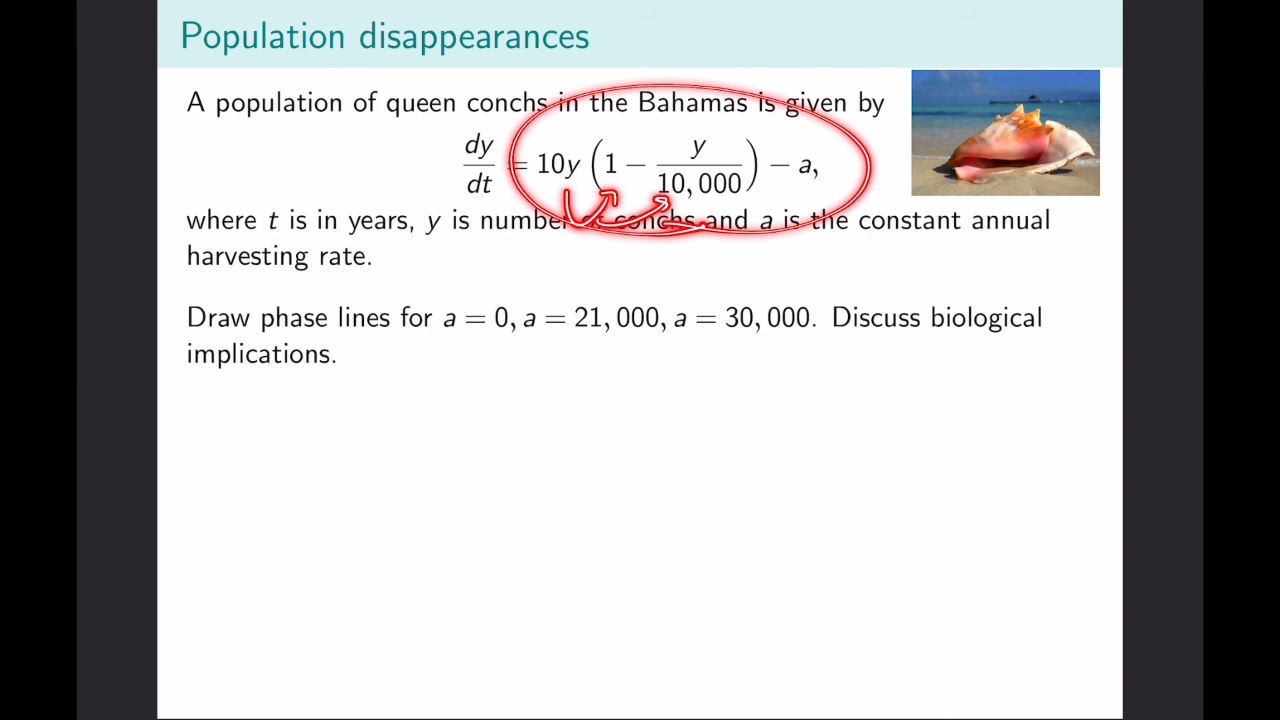 Population disappearances
A population of queen conchs in the Bahamas is given by
dy/dt = 10y (1 − y/10,000) − a,
where t is in years, y is number of conchs and a is the constant annual
harvesting rate.
Draw phase lines for a = 0, a = 21,000, a = 30,000. Discuss biological
implications.